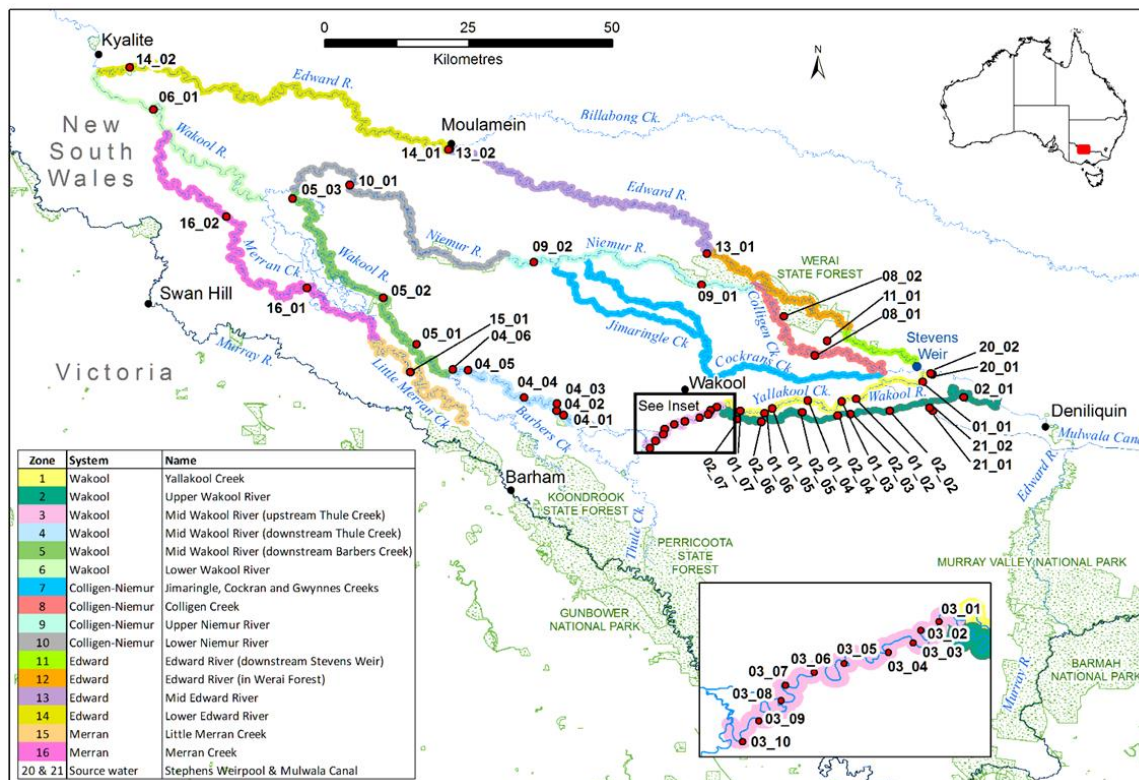 0 25 50
Kilometres
N
Kyalite
14_02
06_01
Edward R.
Billabong Ck.
Moulamein
14_01
13_02
New
South
Wales
Wakool R.
05_03
10_01
Edward R.
16_02
Niemur R.
09_02
Niemur R.
13_01
WERAI
STATE FOREST
08_02
11_01
08_01
Merran Ck
Wakool R.
05_02
09_01
Colligen Ck
Swan Hill
16_01
05_01
15_01
04_06
Jimaringle Ck
Cockrans Ck
Stevens
Weir
20_02
20_01
02_01
Murray R.
Victoria
Little Merran Ck
04_05
04_04
04_03
04_02
04_01
Wakool
See Inset
Yallakool Ck
Wakool R.
Deniliquin
Mulwala Canal
01_01
21_02
21_01
02_07
01_07
02_06
01_06
01_05
02_05
02_04
01_04
01_03
02_03
01_02
02_02
Barbers Ck
Barham
KOONDROOK
STATE FOREST
Thule Ck.
PERRICOOTA
STATE
FOREST
GUNBOWER
NATIONAL PARK
Edward R.
MURRAY VALLEY NATIONAL PARK
BARMAH
NATIONAL PARK
Murray R.
Zone System Name
1 Wakool Yallakool Creek
2 Wakool Upper Wakool River
3 Wakool Mid Wakool River (upstream Thule Creek)
4 Wakool Mid Wakool River (downstream Thule Creek)
5 Wakool Mid Wakool River (downstream Barbers Creek)
6 Wakool Lower Wakool River
7 Colligen-Niemur Jimaringle, Cockran and Gwynnes Creeks
8 Colligen-Niemur Colligen Creek
9 Colligen-Niemur Upper Niemur River
10 Colligen-Niemur Lower Niemur River
11 Edward Edward River (downstream Stevens Weir)
12 Edward Edward River (in Werai Forest)
13 Edward Mid Edward River
14 Edward Lower Edward River
15 Merran Little Merran Creek
16 Merran Merran Creek
20 & 21 Source water Stephens Weirpool & Mulwala Canal
03_01
03_02
03_03
03_04
03_05
03_06
03_07
03_08
03_09
03_10